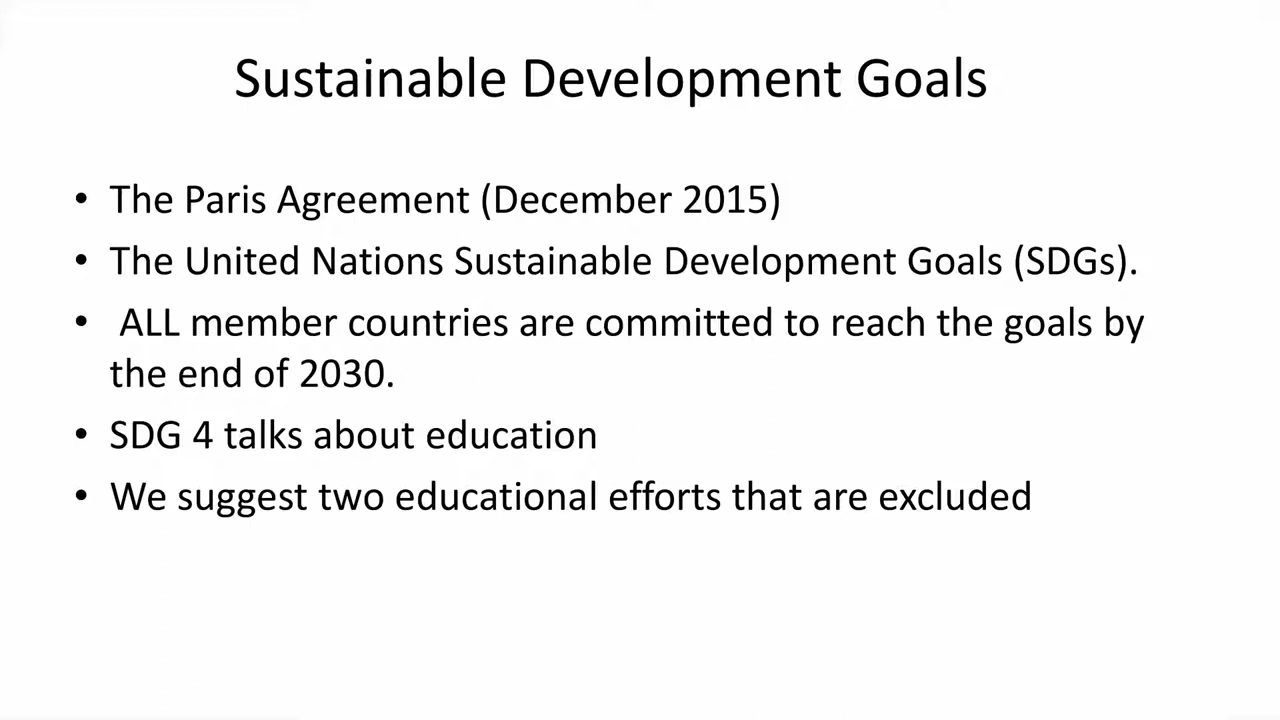 Sustainable Development Goals
• The Paris Agreement (December 2015)
• The United Nations Sustainable Development Goals (SDGs).
• ALL member countries are committed to reach the goals by
the end of 2030.
• SDG 4 talks about education
• We suggest two educational efforts that are excluded